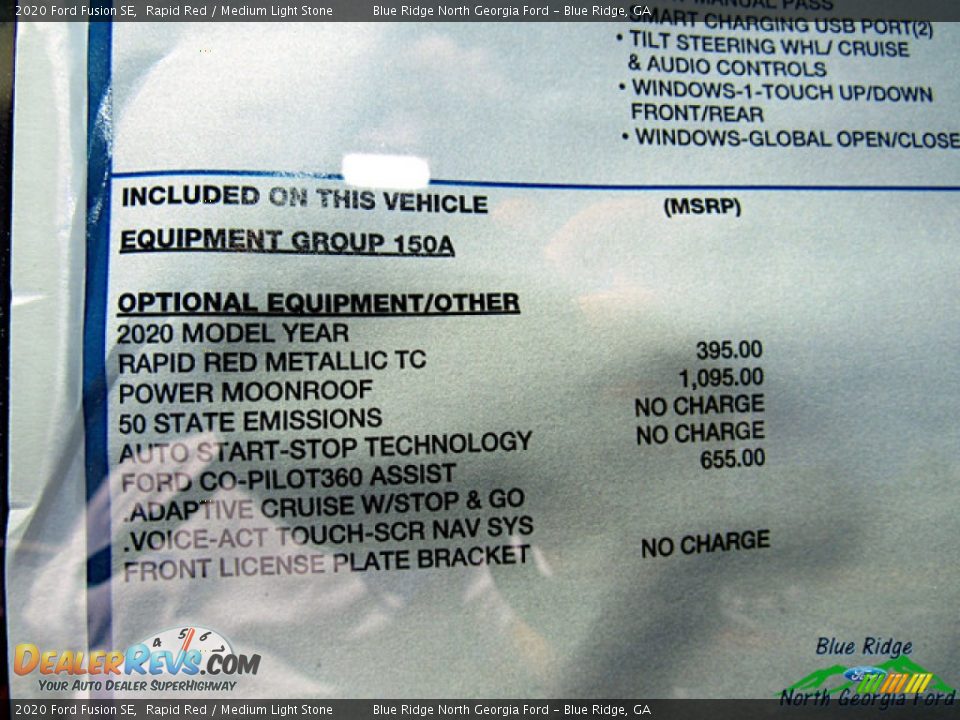 2020 Ford Fusion SE, Rapid Red / Medium Light Stone Blue Ridge North Georgia Ford - Blue Ridge, GA
MANUAL PASS
SMART CHARGING USB PORT(2)
• TILT STEERING WHL/ CRUISE
& AUDIO CONTROLS
• WINDOWS-1-TOUCH UP/DOWN
FRONT/REAR
• WINDOWS-GLOBAL OPEN/CLOSE
INCLUDED ON THIS VEHICLE (MSRP)
EQUIPMENT GROUP 150A
OPTIONAL EQUIPMENT/OTHER
2020 MODEL YEAR
RAPID RED METALLIC TC 395.00
POWER MOONROOF 1,095.00
50 STATE EMISSIONS NO CHARGE
AUTO START-STOP TECHNOLOGY NO CHARGE
FORD CO-PILOT360 ASSIST 655.00
.ADAPTIVE CRUISE W/STOP & GO
.VOICE-ACT TOUCH-SCR NAV SYS
FRONT LICENSE PLATE BRACKET NO CHARGE
4 5 6
DEALERREVS.COM
YOUR AUTO DEALER SUPERHIGHWAY
Blue Ridge
Ford
North Georgia Ford
2020 Ford Fusion SE, Rapid Red / Medium Light Stone Blue Ridge North Georgia Ford - Blue Ridge, GA